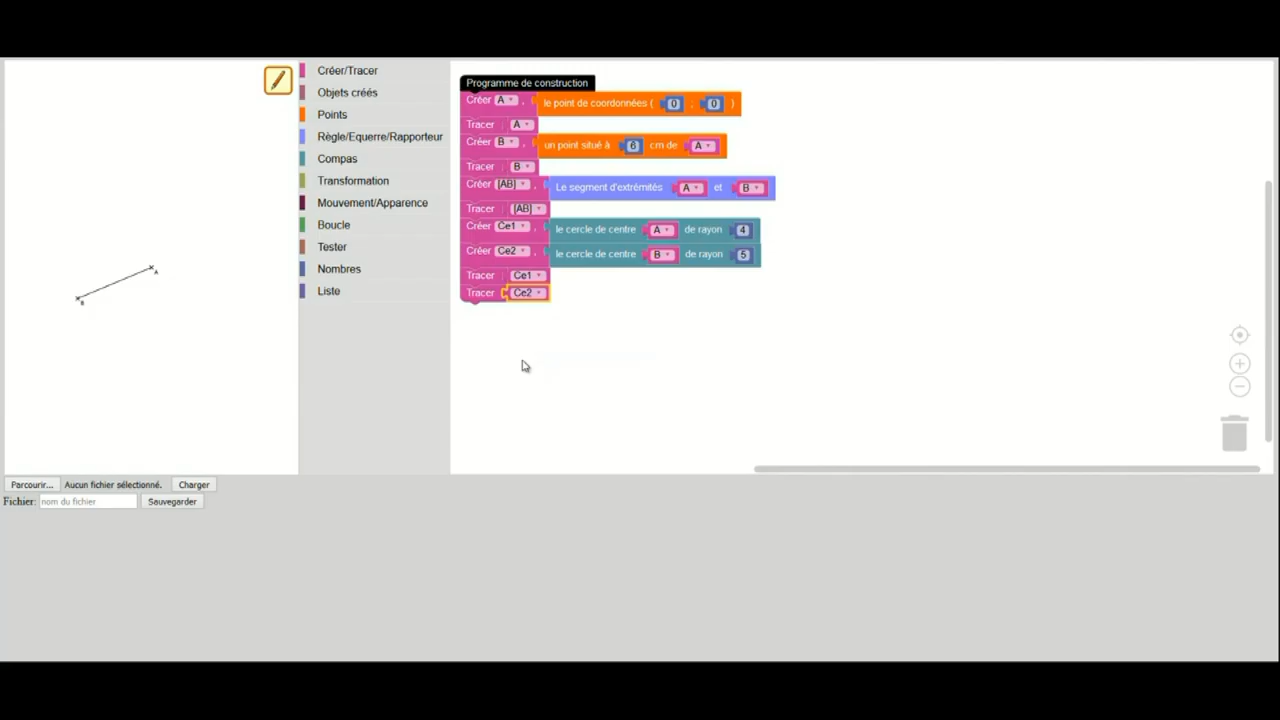 Créer/Tracer
Objets créés
Points
Règle/Equerre/Rapporteur
Compas
Transformation
Mouvement/Apparence
Boucle
Tester
Nombres
Liste
A
B
Programme de construction
Créer A , le point de coordonnées ( 0 ; 0 )
Tracer A
Créer B , un point situé à 6 cm de A
Tracer B
Créer [AB] , Le segment d'extrémités A et B
Tracer [AB]
Créer Ce1 , le cercle de centre A de rayon 4
Créer Ce2 , le cercle de centre B de rayon 5
Tracer Ce1
Tracer Ce2
Parcourir... Aucun fichier sélectionné. Charger
Fichier: nom du fichier Sauvegarder